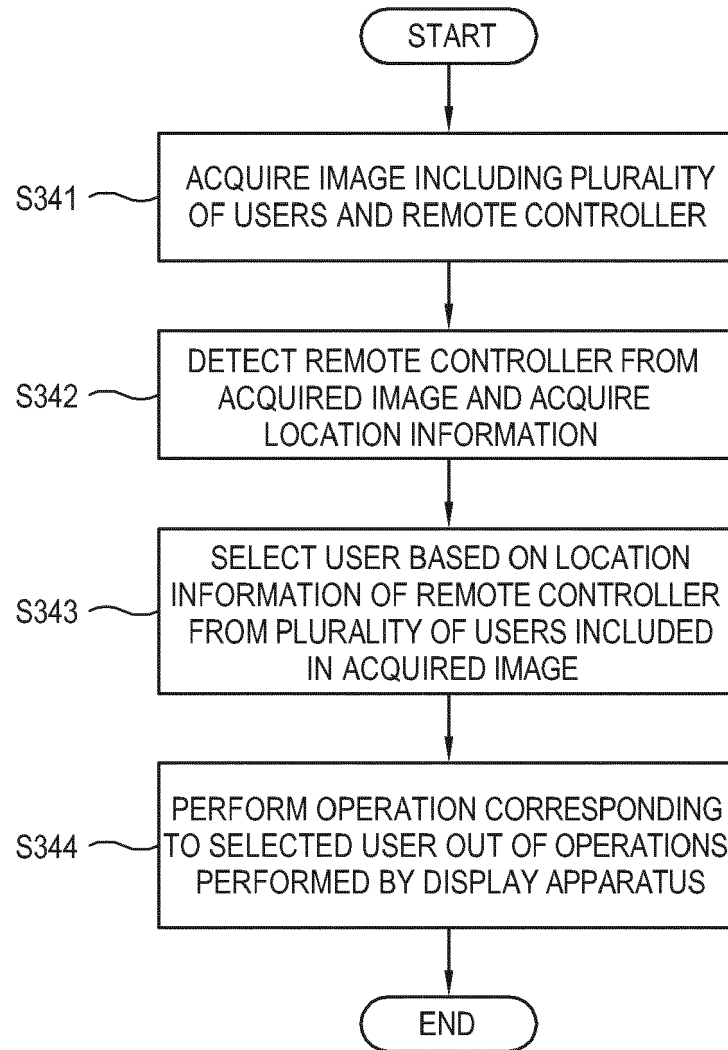 START
S341
ACQUIRE IMAGE INCLUDING PLURALITY
OF USERS AND REMOTE CONTROLLER
S342
DETECT REMOTE CONTROLLER FROM
ACQUIRED IMAGE AND ACQUIRE
LOCATION INFORMATION
S343
SELECT USER BASED ON LOCATION
INFORMATION OF REMOTE CONTROLLER
FROM PLURALITY OF USERS INCLUDED
IN ACQUIRED IMAGE
S344
PERFORM OPERATION CORRESPONDING
TO SELECTED USER OUT OF OPERATIONS
PERFORMED BY DISPLAY APPARATUS
END